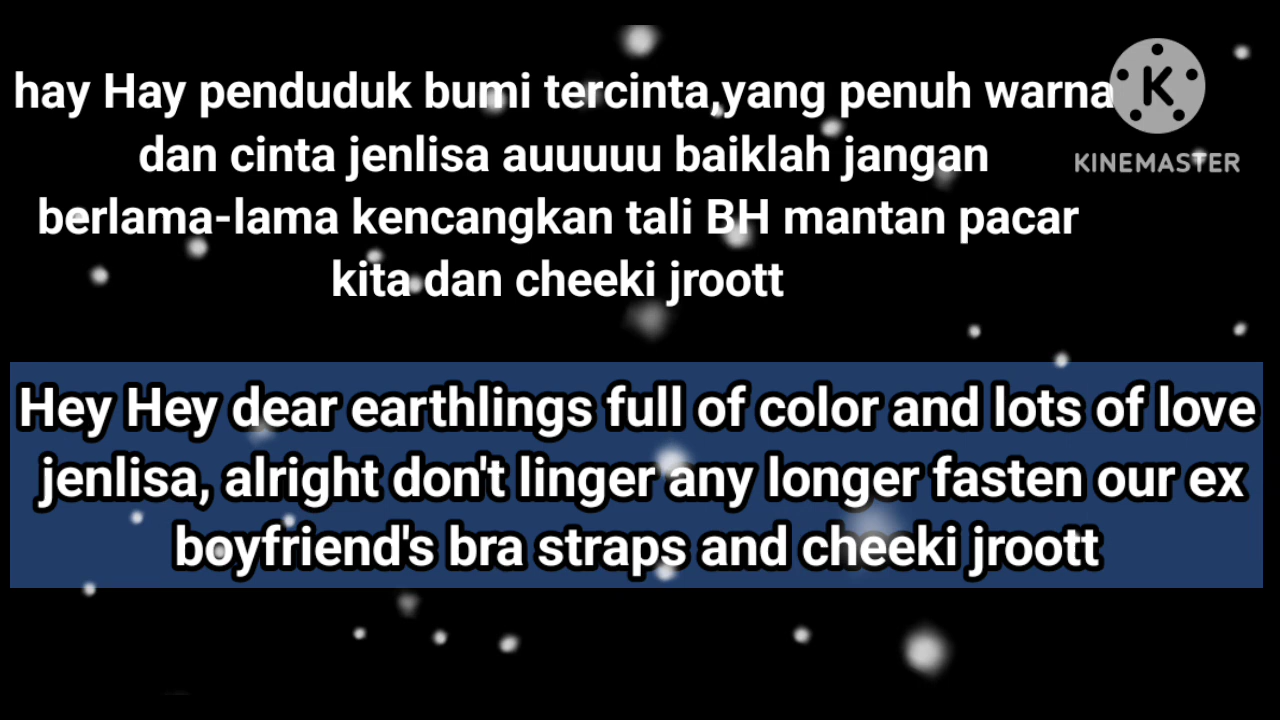 hay Hay penduduk bumi tercinta,yang penuh warna
dan cinta jenlisa auuuuu baiklah jangan
berlama-lama kencangkan tali BH mantan pacar
kita dan cheeki jroott
K
KINEMASTER
Hey Hey dear earthlings full of color and lots of love
jenlisa, alright don't linger any longer fasten our ex
boyfriend's bra straps and cheeki jroott